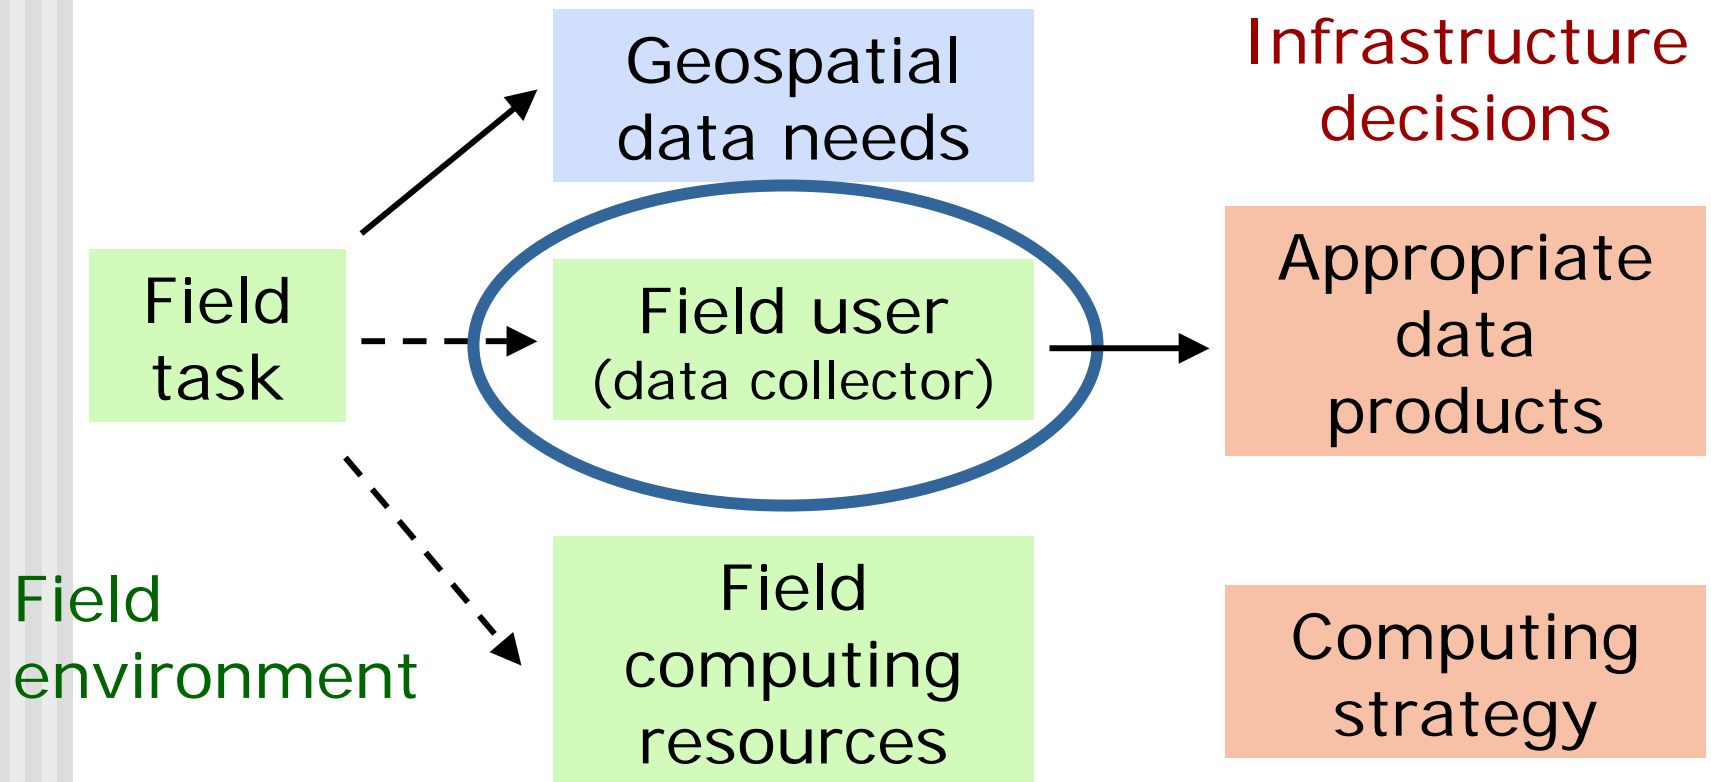 Geospatial
data needs
Infrastructure
decisions
Field
task
Field user
(data collector)
Appropriate
data
products
Field
environment
Field
computing
resources
Computing
strategy